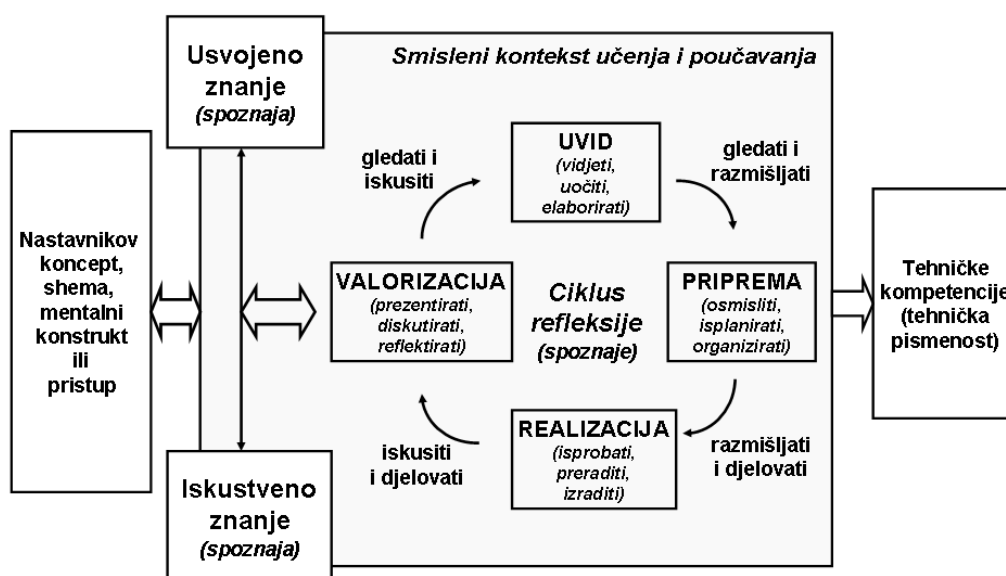 Usvojeno
znanje
(spoznaja)
Smisleni kontekst učenja i poučavanja
Nastavnikov
koncept,
shema,
mentalni
konstrukt
ili
pristup
gledati i
iskusiti
UVID
(vidjeti,
uočiti,
elaborirati)
gledati i
razmišljati
VALORIZACIJA
(prezentirati,
diskutirati,
reflektirati)
Ciklus
refleksije
(spoznaje)
PRIPREMA
(osmisliti,
isplanirati,
organizirati)
Tehničke
kompetencije
(tehnička
pismenost)
iskusiti
i djelovati
REALIZACIJA
(isprobati,
preraditi,
izraditi)
razmišljati
i djelovati
Iskustveno
znanje
(spoznaja)